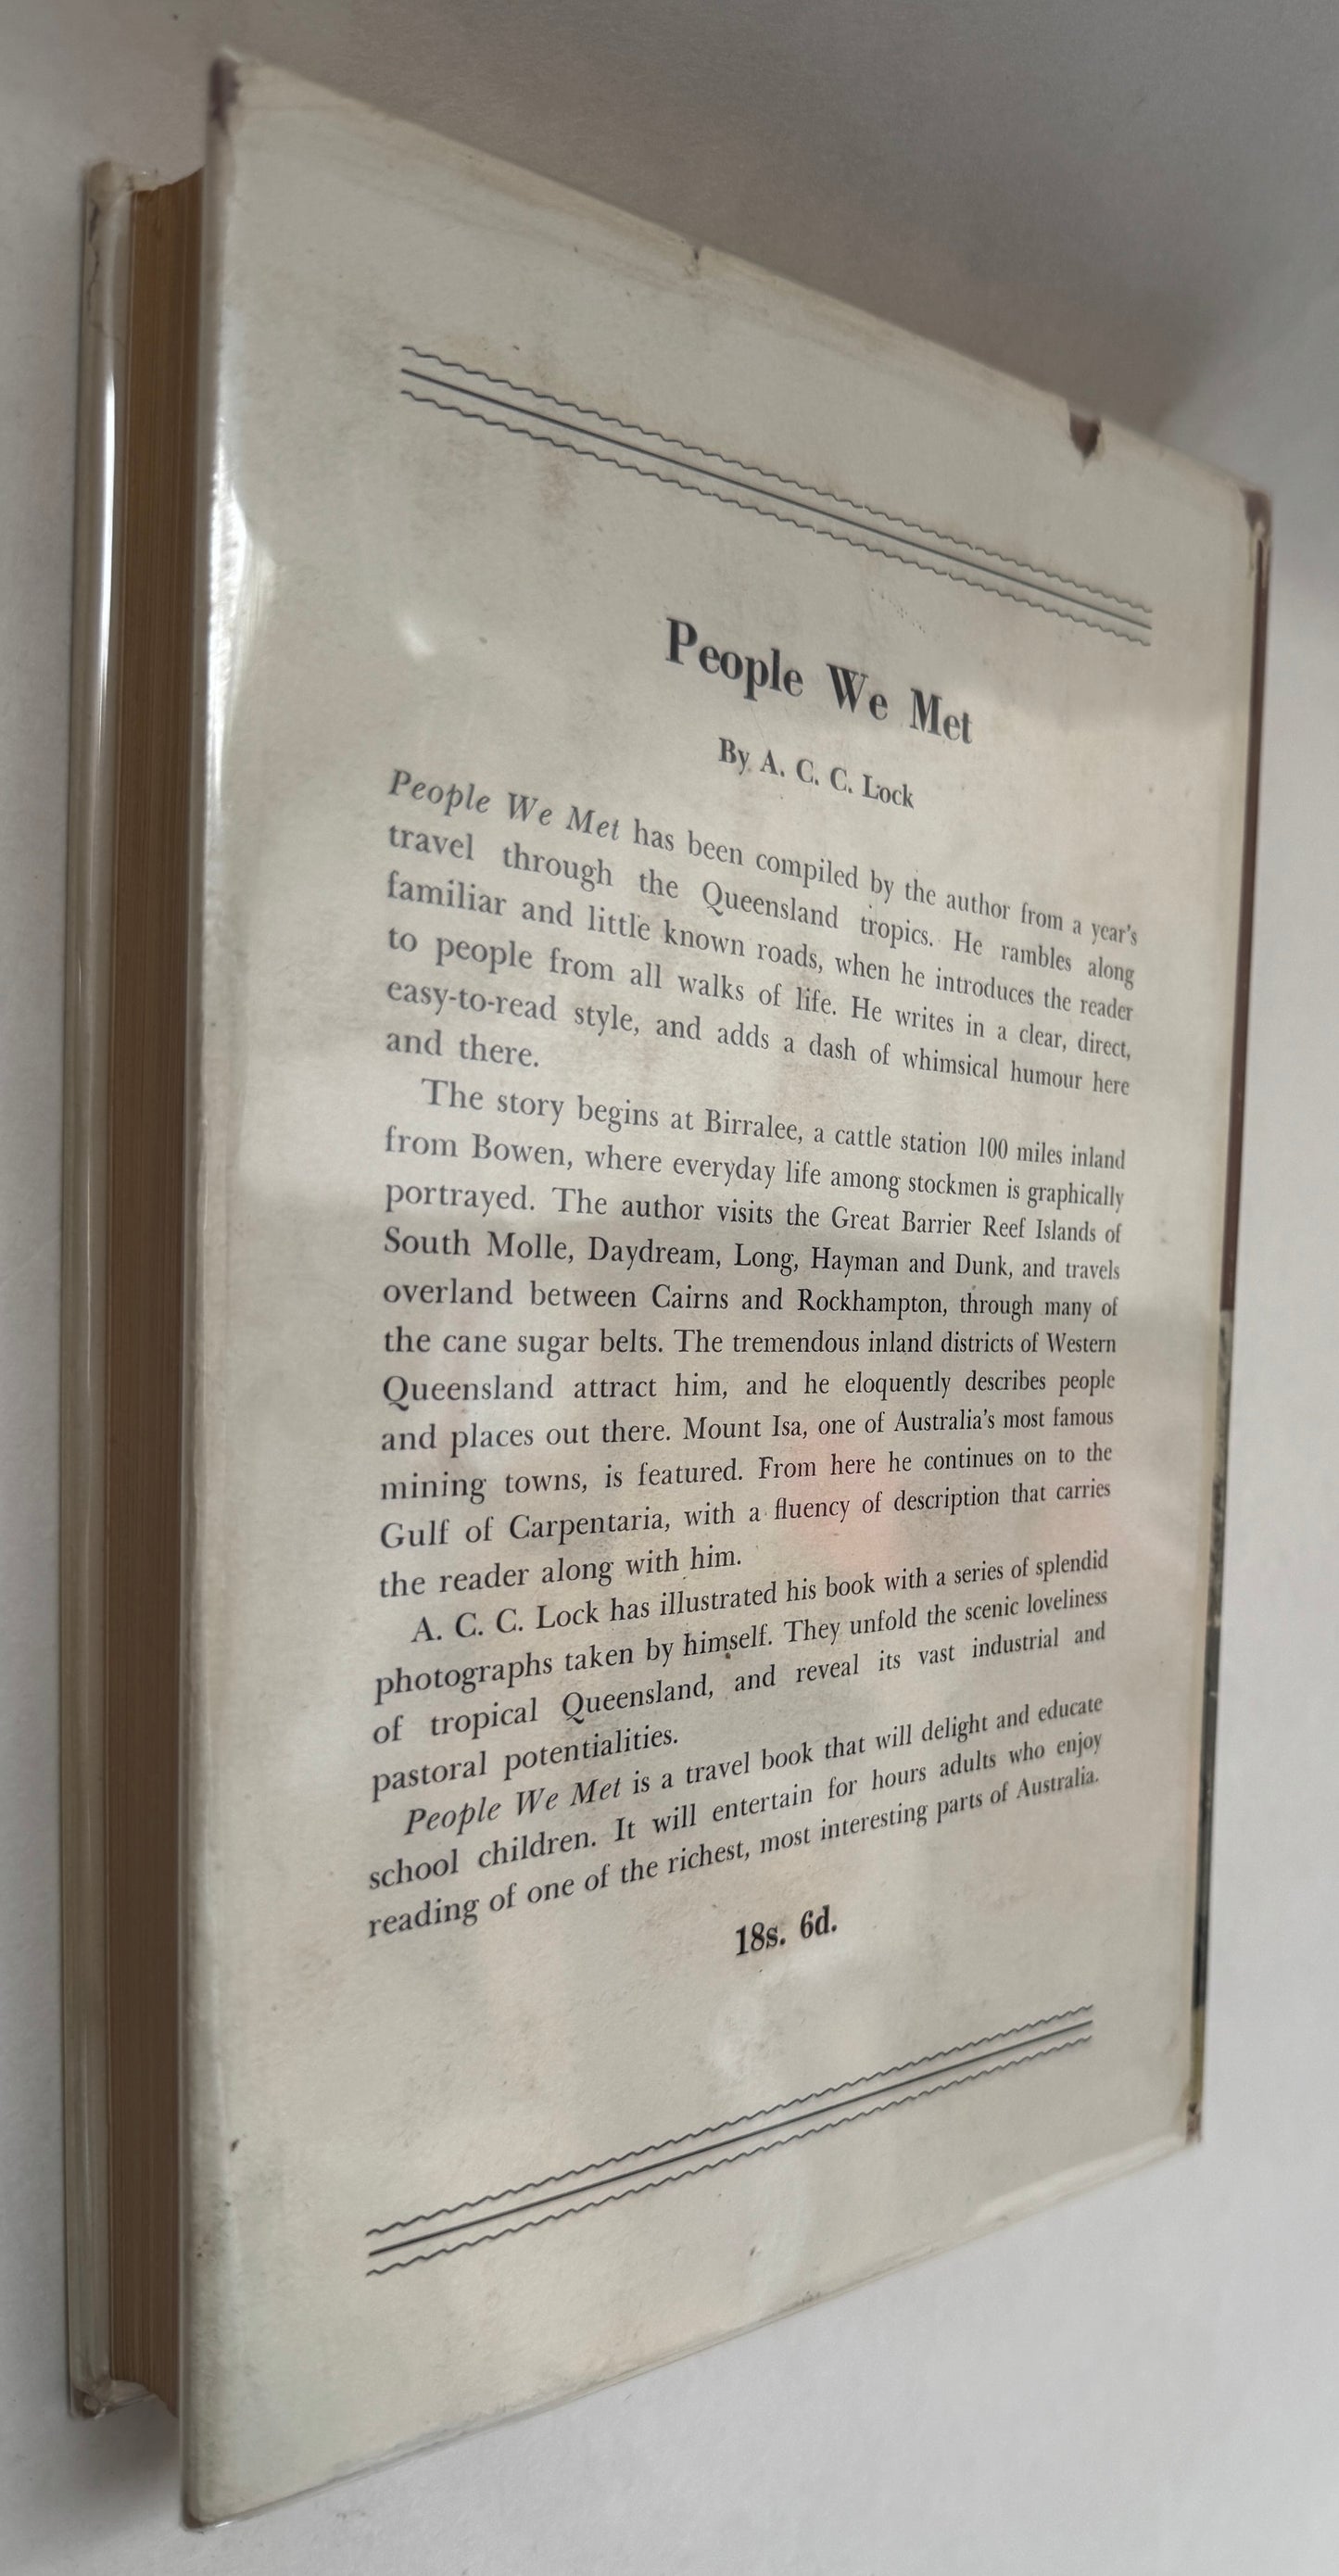 People We Met
By A. C. C. Lock
People We Met has been compiled by the author from a year's
travel through the Queensland tropics. He rambles along
familiar and little known roads, when he introduces the reader
to people from all walks of life. He writes in a clear, direct,
easy-to-read style, and adds a dash of whimsical humour here
and there.
The story begins at Birralee, a cattle station 100 miles inland
from Bowen, where everyday life among stockmen is graphically
portrayed. The author visits the Great Barrier Reef Islands of
South Molle, Daydream, Long, Hayman and Dunk, and travels
overland between Cairns and Rockhampton, through many of
the cane sugar belts. The tremendous inland districts of Western
Queensland attract him, and he eloquently describes people
and places out there. Mount Isa, one of Australia's most famous
mining towns, is featured. From here he continues on to the
Gulf of Carpentaria, with a fluency of description that carries
the reader along with him.
A. C. C. Lock has illustrated his book with a series of splendid
photographs taken by himself. They unfold the scenic loveliness
of tropical Queensland, and reveal its vast industrial and
pastoral potentialities.
People We Met is a travel book that will delight and educate
school children. It will entertain for hours adults who enjoy
reading of one of the richest, most interesting parts of Australia.
18s. 6d.